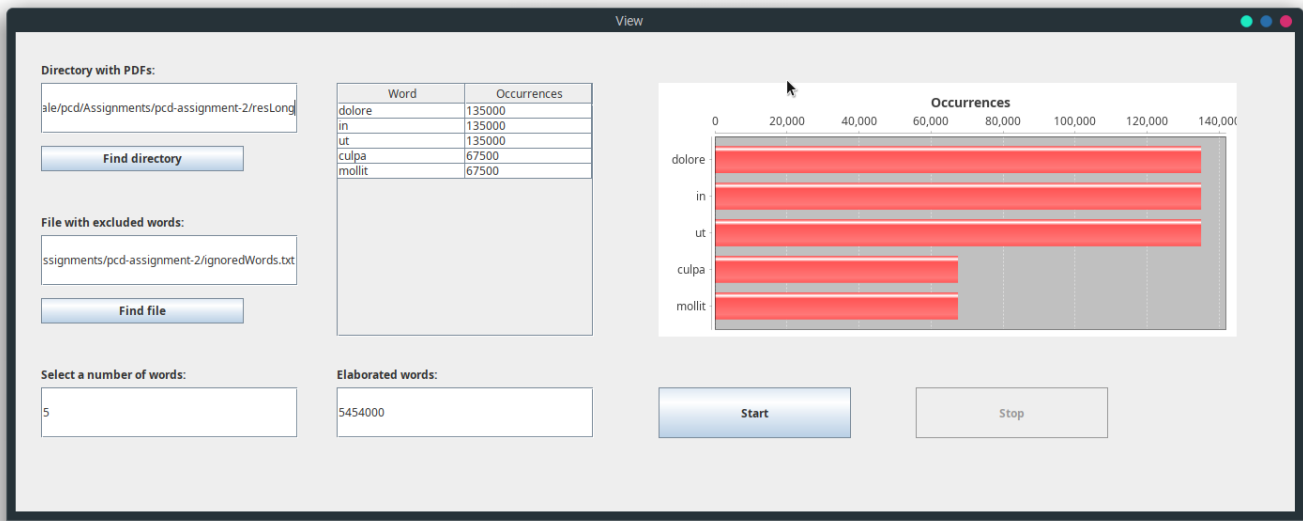 View
Directory with PDFs:
ale/pcd/Assignments/pcd-assignment-2/resLong
Find directory
File with excluded words:
ssignments/pcd-assignment-2/ignoredWords.txt
Find file
Select a number of words:
5
Word Occurrences
dolore 135000
in 135000
ut 135000
culpa 67500
mollit 67500
Elaborated words:
5454000
Occurrences
0 20,000 40,000 60,000 80,000 100,000 120,000 140,000
dolore
in
ut
culpa
mollit
Start
Stop